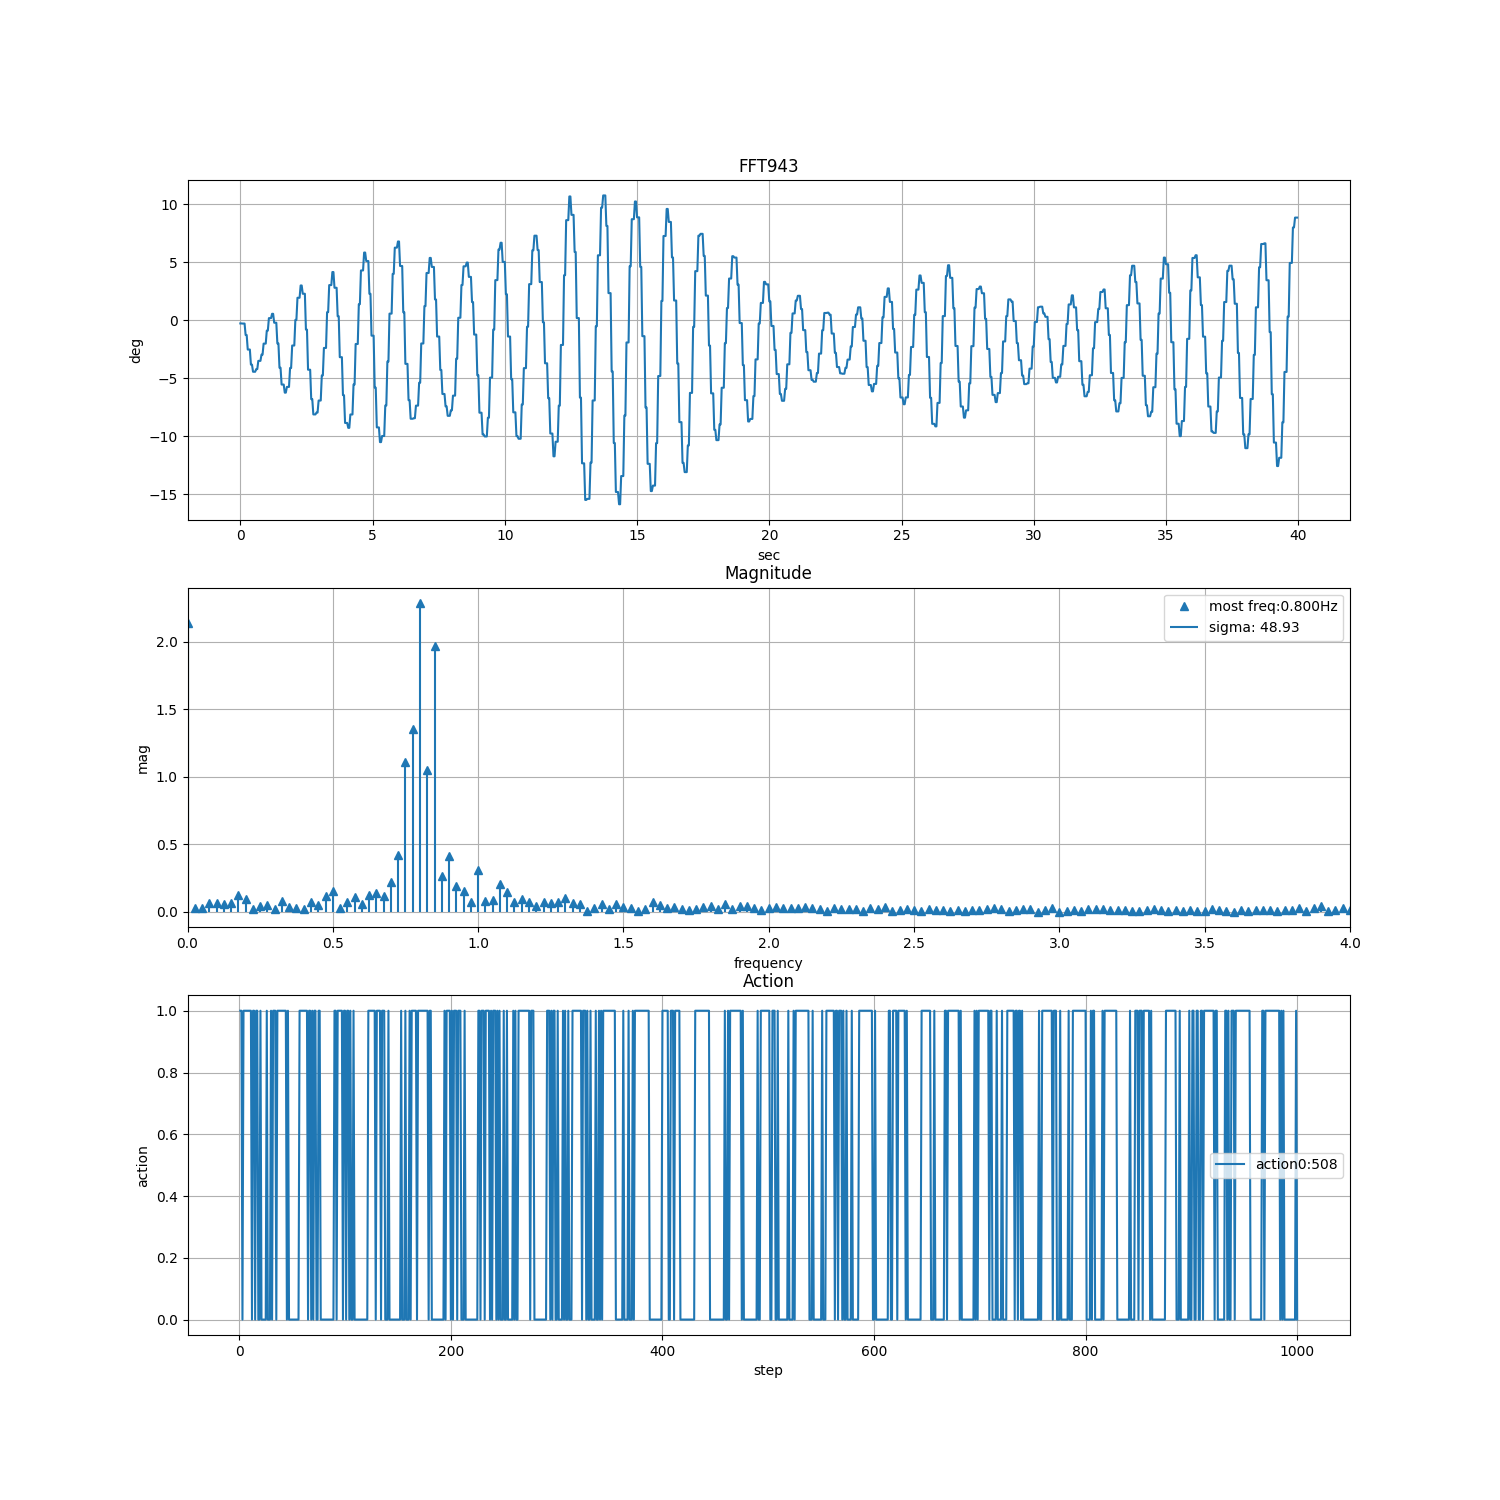 FFT943
10
5
0
−5
−10
−15
deg
0 5 10 15 20 25 30 35 40
sec
Magnitude
most freq:0.800Hz
sigma: 48.93
2.0
1.5
1.0
0.5
0.0
mag
0.0 0.5 1.0 1.5 2.0 2.5 3.0 3.5 4.0
frequency
Action
1.0
0.8
0.6
0.4
0.2
0.0
action
action0:508
0 200 400 600 800 1000
step